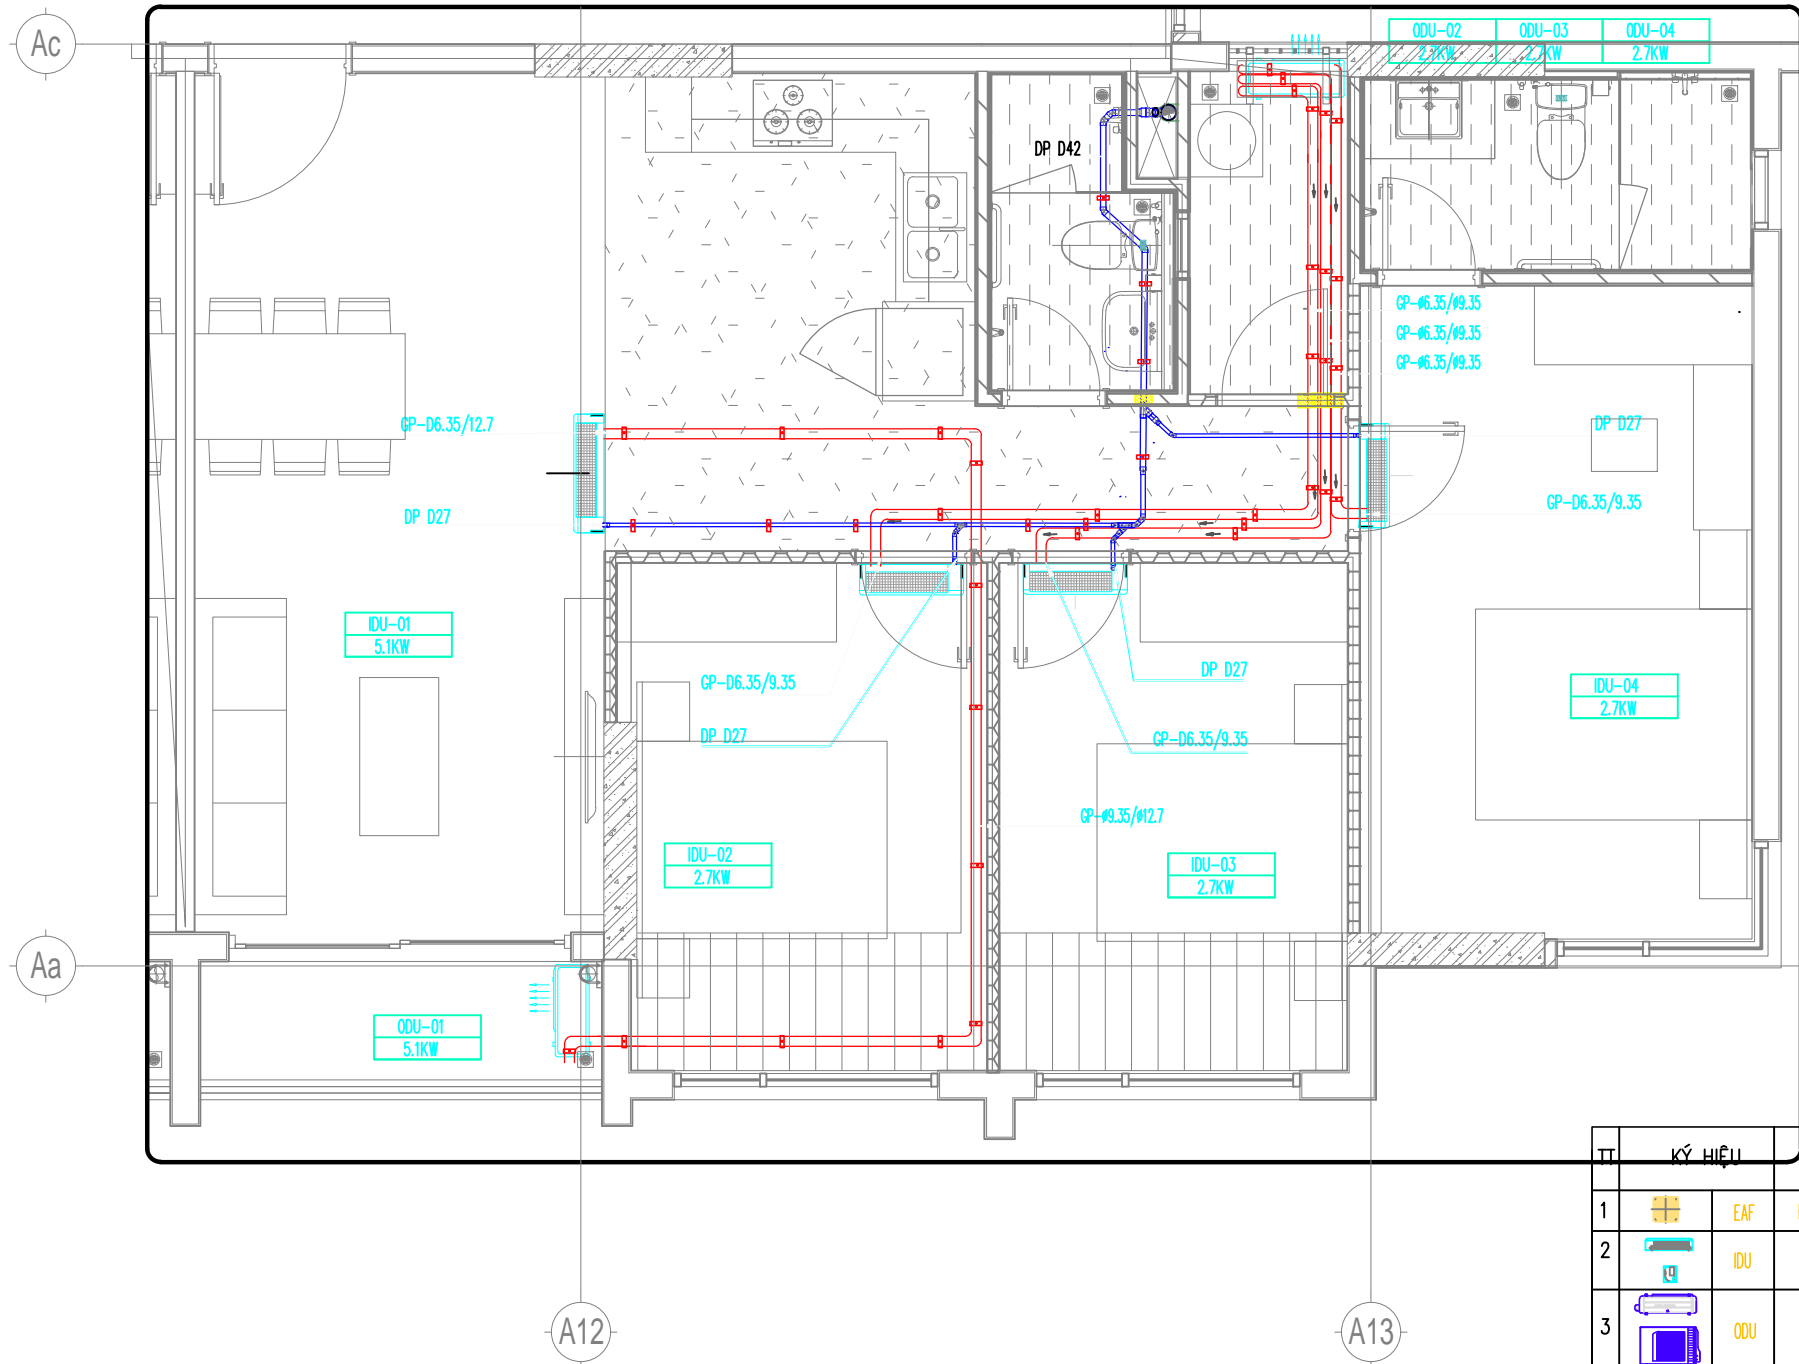 Ac
ODU-02 ODU-03 ODU-04
2.7KW 2.7KW 2.7KW
DP D42
GP-ø6.35/ø9.35
GP-ø6.35/ø9.35
GP-ø6.35/ø9.35
GP-D6.35/12.7
DP D27
DP D27
GP-D6.35/9.35
DP D27
IDU-01
5.1KW
GP-D6.35/9.35
DP D27
DP D27
GP-D6.35/9.35
IDU-04
2.7KW
GP-ø9.35/ø12.7
IDU-02
2.7KW
IDU-03
2.7KW
Aa
ODU-01
5.1KW
TT KÝ HIỆU
1 EAF
2 IDU
3 ODU
A12 A13